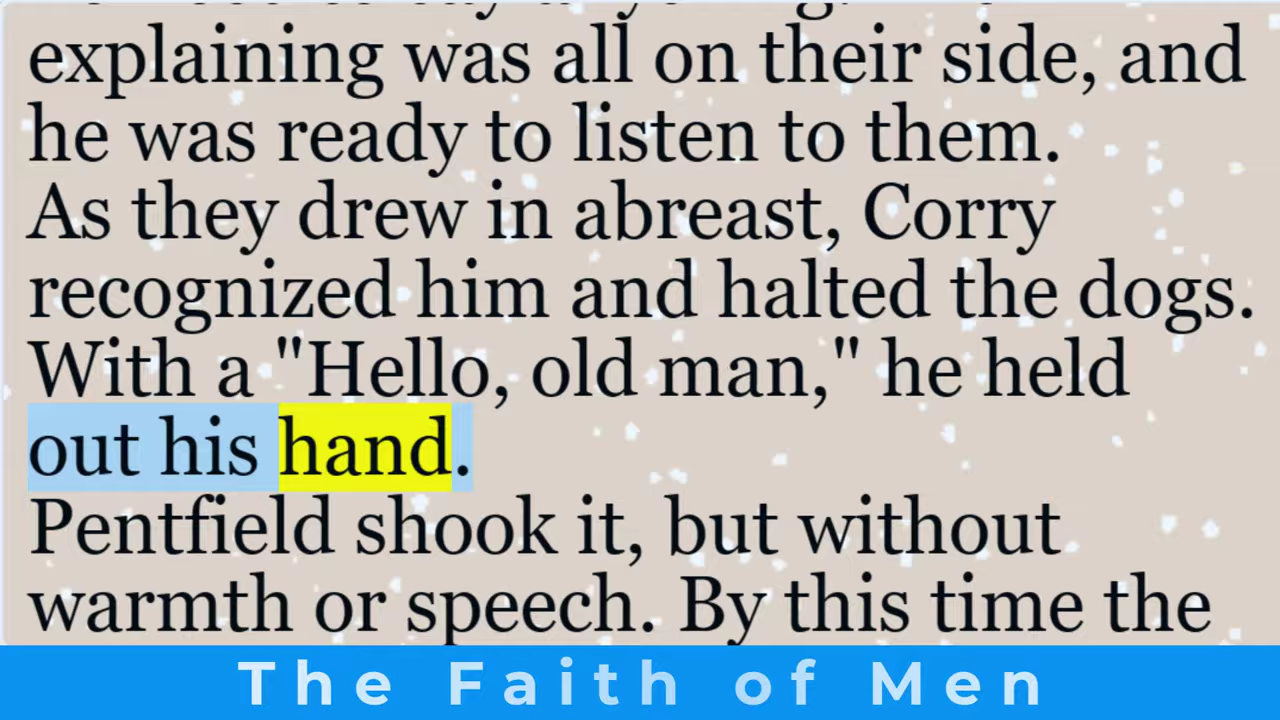 explaining was all on their side, and
he was ready to listen to them.
As they drew in abreast, Corry
recognized him and halted the dogs.
With a "Hello, old man," he held
out his hand.
Pentfield shook it, but without
warmth or speech. By this time the
The Faith of Men